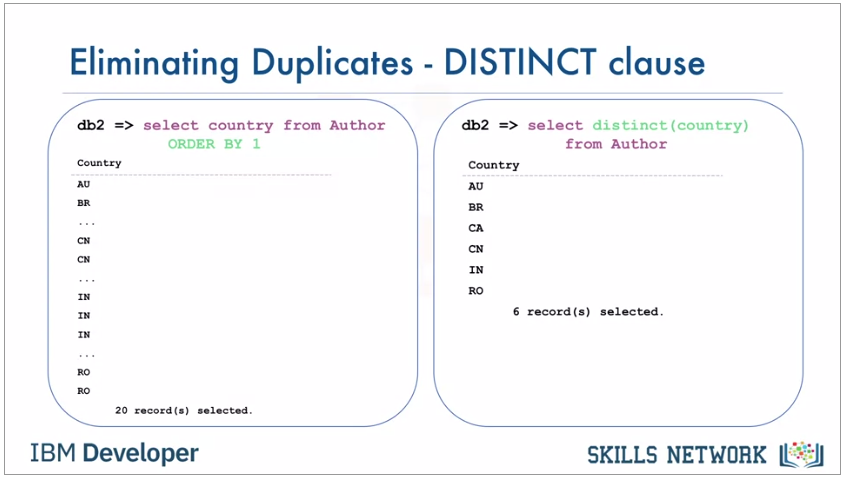 Eliminating Duplicates - DISTINCT clause
db2 => select country from Author
ORDER BY 1
Country
AU
BR
...
CN
CN
...
IN
IN
IN
...
RO
RO
20 record(s) selected.
db2 => select distinct(country)
from Author
Country
AU
BR
CA
CN
IN
RO
6 record(s) selected.
IBM Developer
SKILLS NETWORK